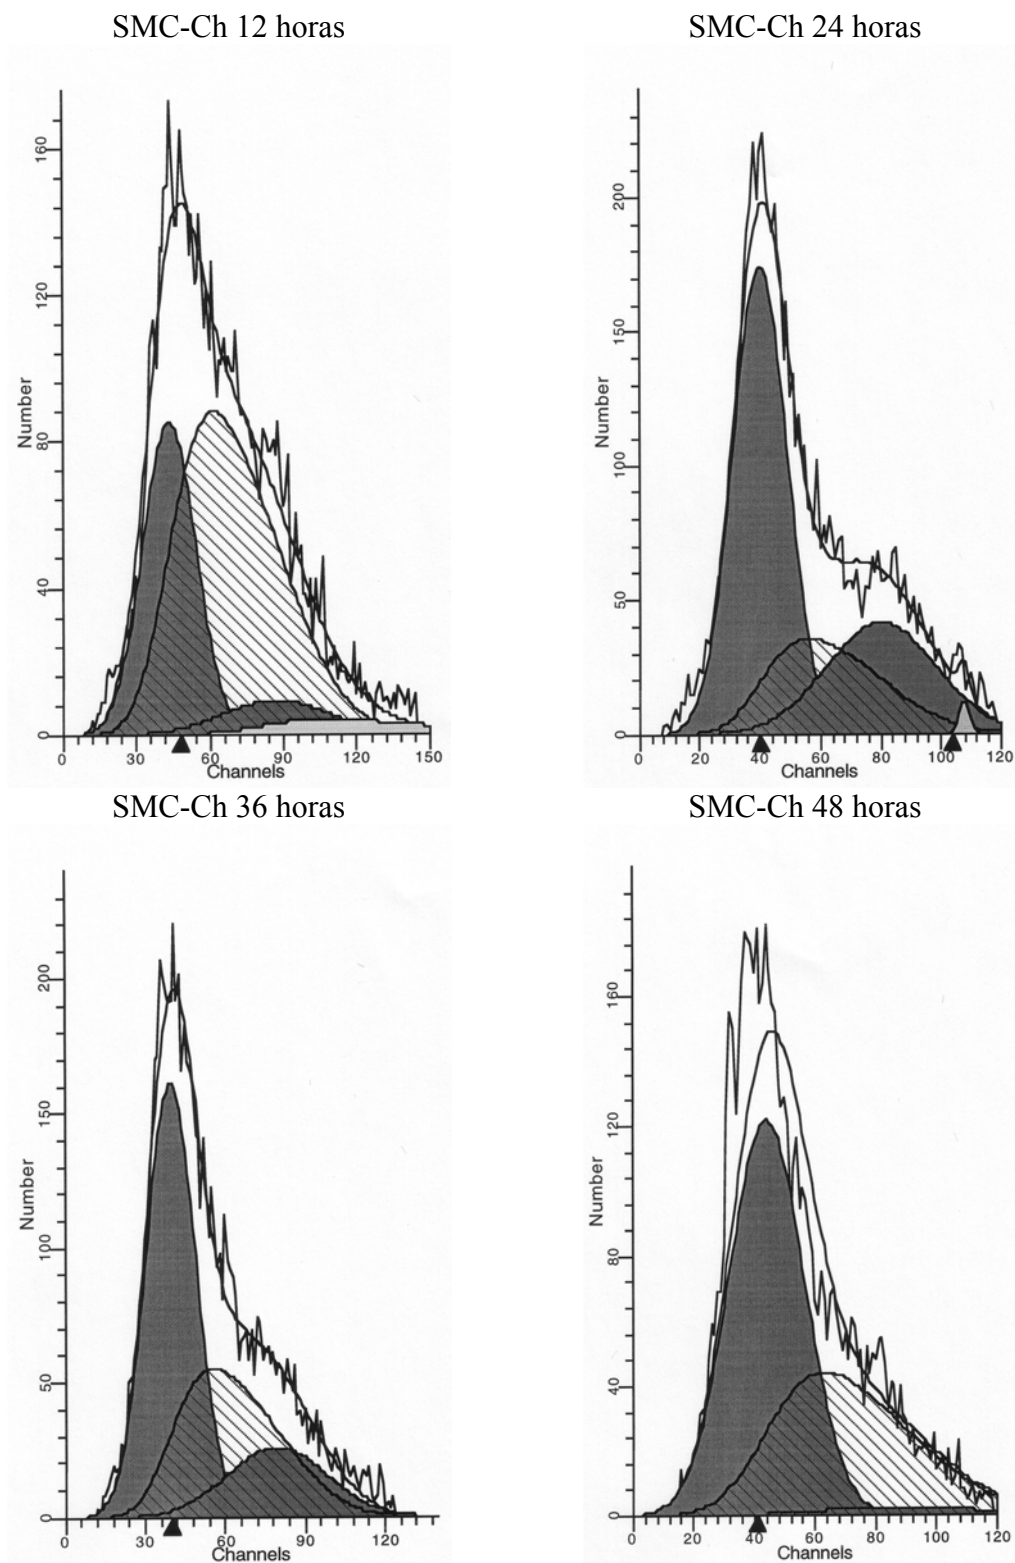 SMC-Ch 12 horas
Number
160
120
80
40
0
0 30 60 90 120 150
Channels
SMC-Ch 24 horas
Number
200
150
100
50
0
0 20 40 60 80 100 120
Channels
SMC-Ch 36 horas
Number
200
150
100
50
0
0 30 60 90 120
Channels
SMC-Ch 48 horas
Number
160
120
80
40
0
0 20 40 60 80 100 120
Channels